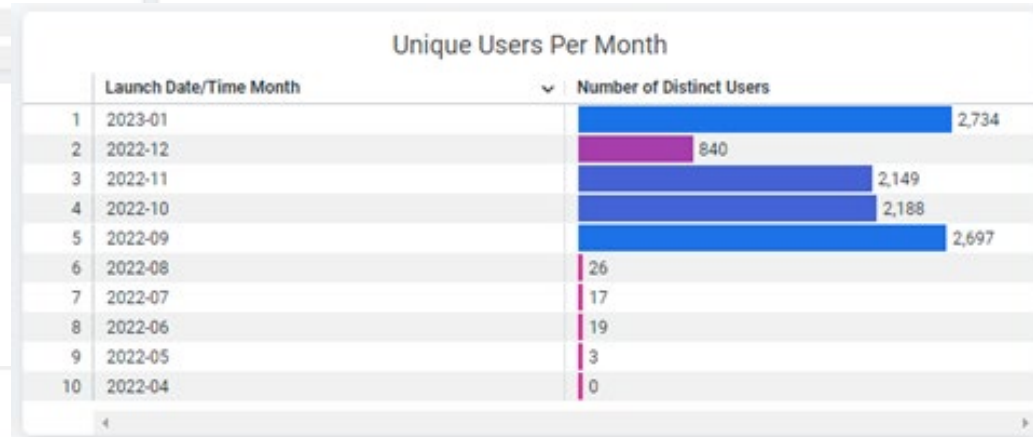 Unique Users Per Month
Launch Date/Time Month Number of Distinct Users
1 2023-01 2,734
2 2022-12 840
3 2022-11 2,149
4 2022-10 2,188
5 2022-09 2,697
6 2022-08 26
7 2022-07 17
8 2022-06 19
9 2022-05 3
10 2022-04 0